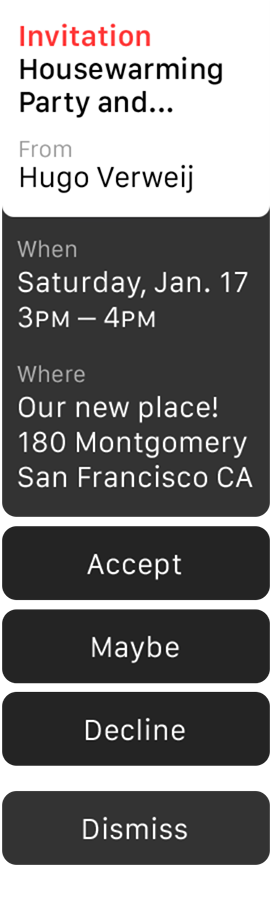 Invitation
Housewarming
Party and...
From
Hugo Verweij
When
Saturday, Jan. 17
3PM – 4PM
Where
Our new place!
180 Montgomery
San Francisco CA
Accept
Maybe
Decline
Dismiss